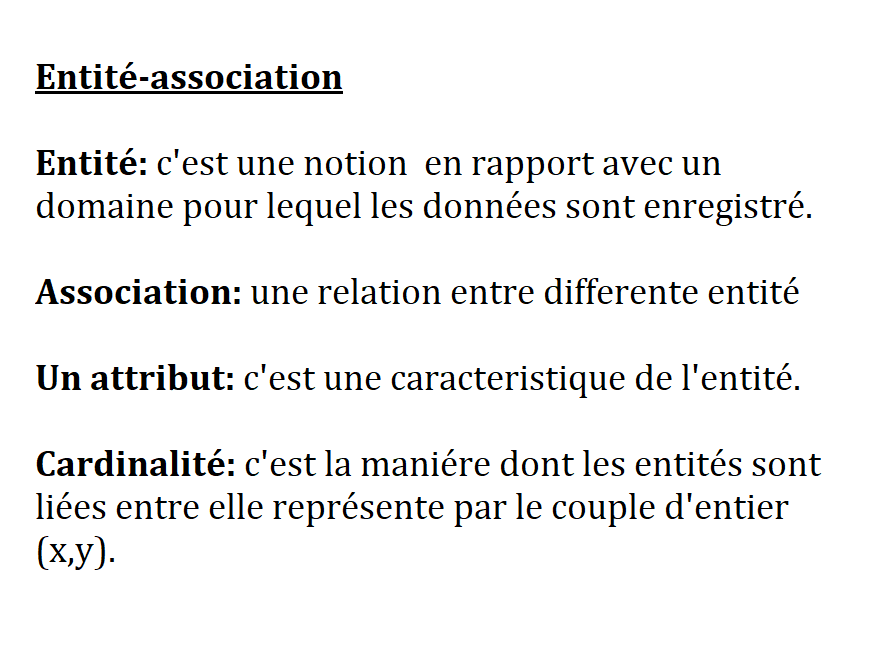 Entité-association
Entité: c'est une notion  en rapport avec un
domaine pour lequel les données sont enregistré.
Association: une relation entre differente entité
Un attribut: c'est une caracteristique de l'entité.
Cardinalité: c'est la maniére dont les entités sont
liées entre elle représente par le couple d'entier
(x,y).